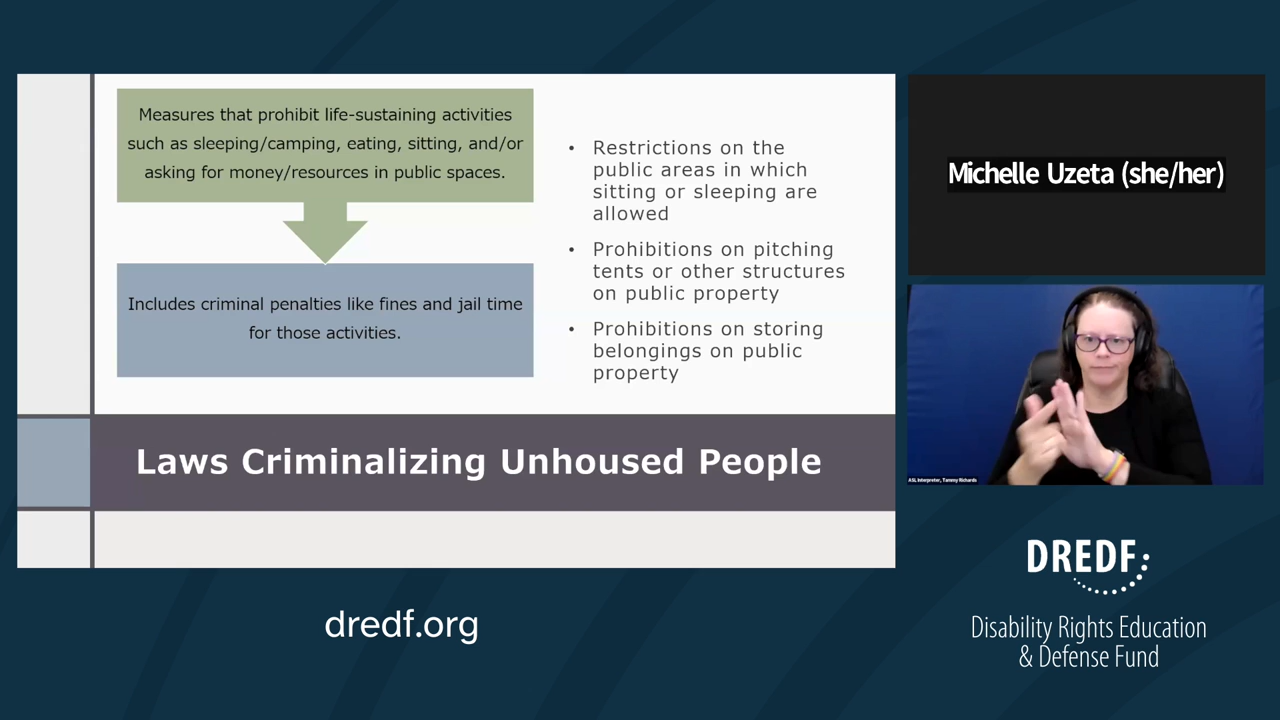 Measures that prohibit life-sustaining activities
such as sleeping/camping, eating, sitting, and/or
asking for money/resources in public spaces.
Includes criminal penalties like fines and jail time
for those activities.
• Restrictions on the
public areas in which
sitting or sleeping are
allowed
• Prohibitions on pitching
tents or other structures
on public property
• Prohibitions on storing
belongings on public
property
Laws Criminalizing Unhoused People
Michelle Uzeta (she/her)
ASL Interpreter, Tammy Richards
dredf.org
DREDF
Disability Rights Education
& Defense Fund